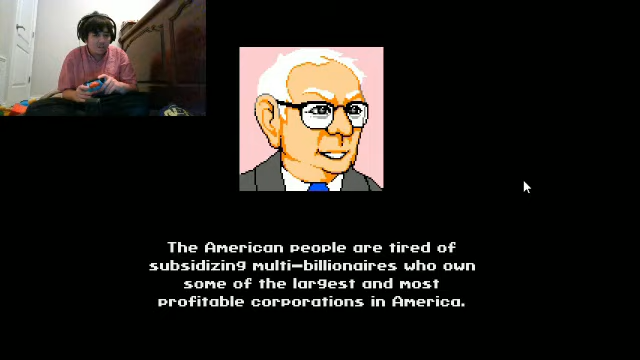 The American people are tired of
subsidizing multi-billionaires who own
some of the largest and most
profitable corporations in America.